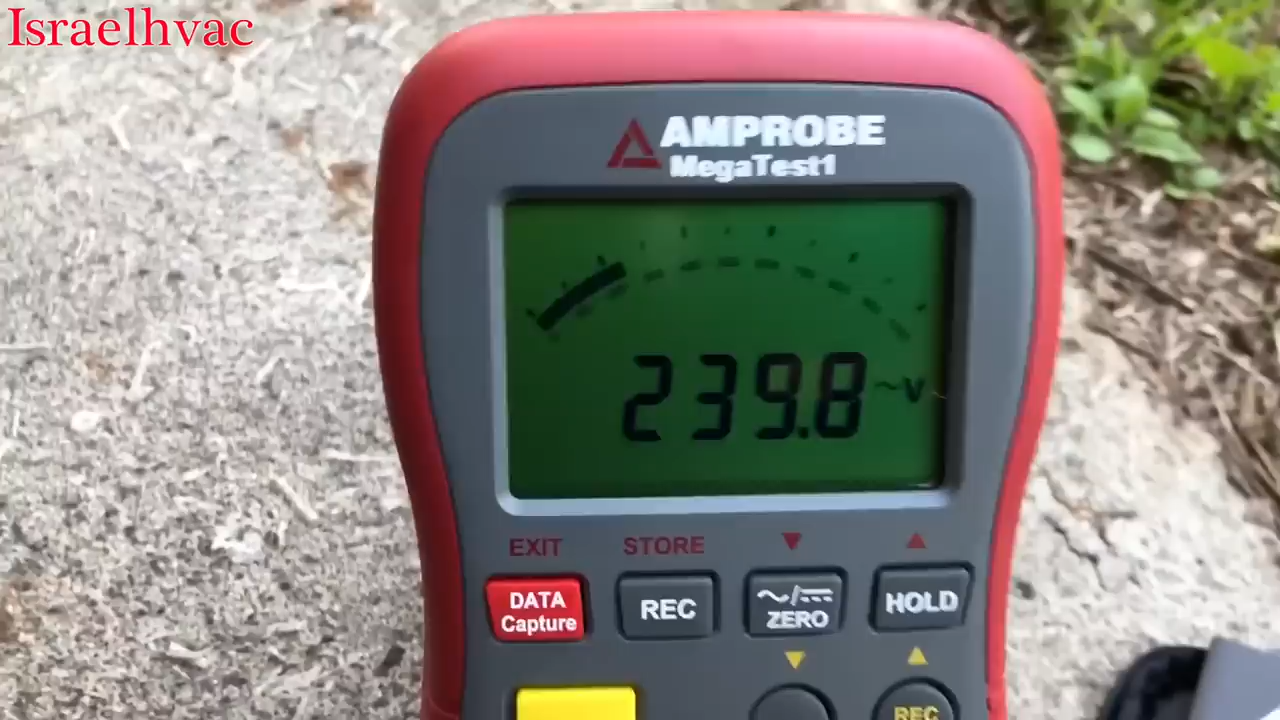 Israelhvac
AMPROBE
MegaTest1
239.8 ~V
EXIT STORE
DATA
Capture
REC
~/⎓
ZERO
HOLD
REC